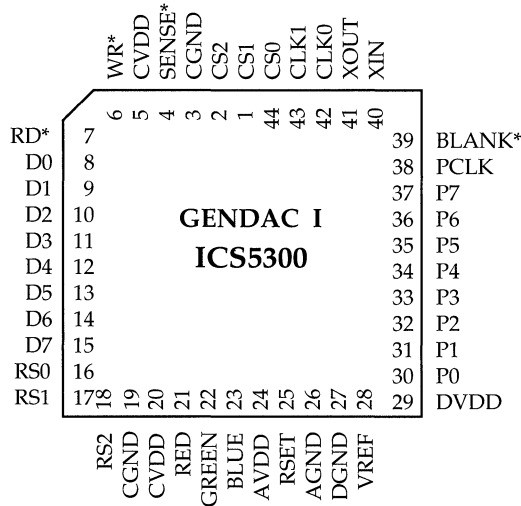 WR*
CVDD
SENSE*
CGND
CS2
CS1
CS0
CLK1
CLK0
XOUT
XIN
6
5
4
3
2
1
44
43
42
41
40
RD* 7
D0 8
D1 9
D2 10
D3 11
D4 12
D5 13
D6 14
D7 15
RS0 16
RS1 17
GENDAC I
ICS5300
39 BLANK*
38 PCLK
37 P7
36 P6
35 P5
34 P4
33 P3
32 P2
31 P1
30 P0
29 DVDD
18
19
20
21
22
23
24
25
26
27
28
RS2
CGND
CVDD
RED
GREEN
BLUE
AVDD
RSET
AGND
DGND
VREF